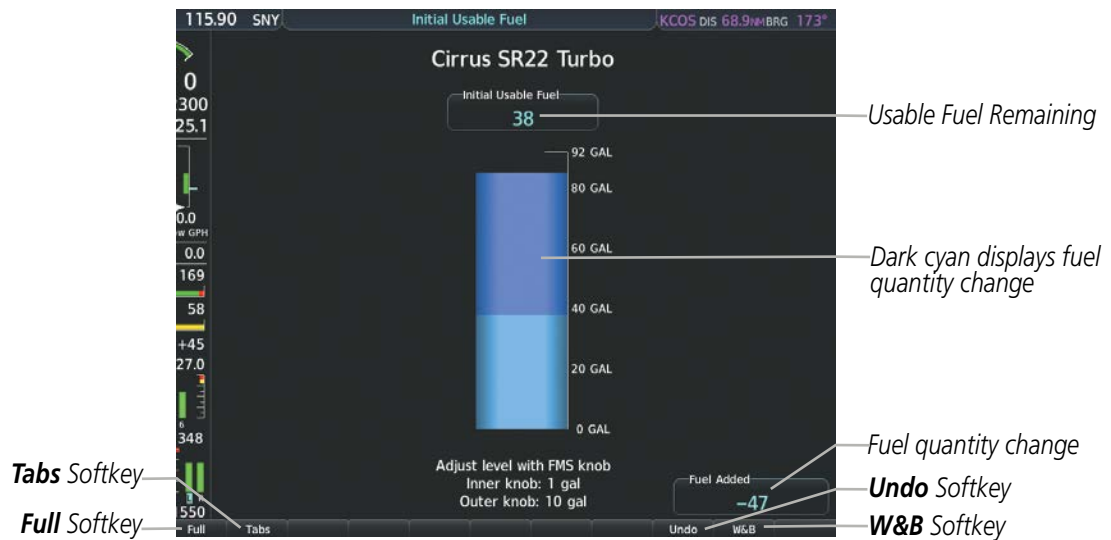 115.90 SNY
Initial Usable Fuel
KCOS DIS 68.9NM BRG 173°
Cirrus SR22 Turbo
Initial Usable Fuel
38
Usable Fuel Remaining
0
2300
25.1
92 GAL
80 GAL
60 GAL
40 GAL
20 GAL
0 GAL
Dark cyan displays fuel
quantity change
0.0
GPH
0.0
169
58
+45
27.0
6
348
1550
Adjust level with FMS knob
Inner knob: 1 gal
Outer knob: 10 gal
Fuel Added
-47
Fuel quantity change
Tabs Softkey
Full Softkey
Undo Softkey
W&B Softkey
Full
Tabs
Undo
W&B